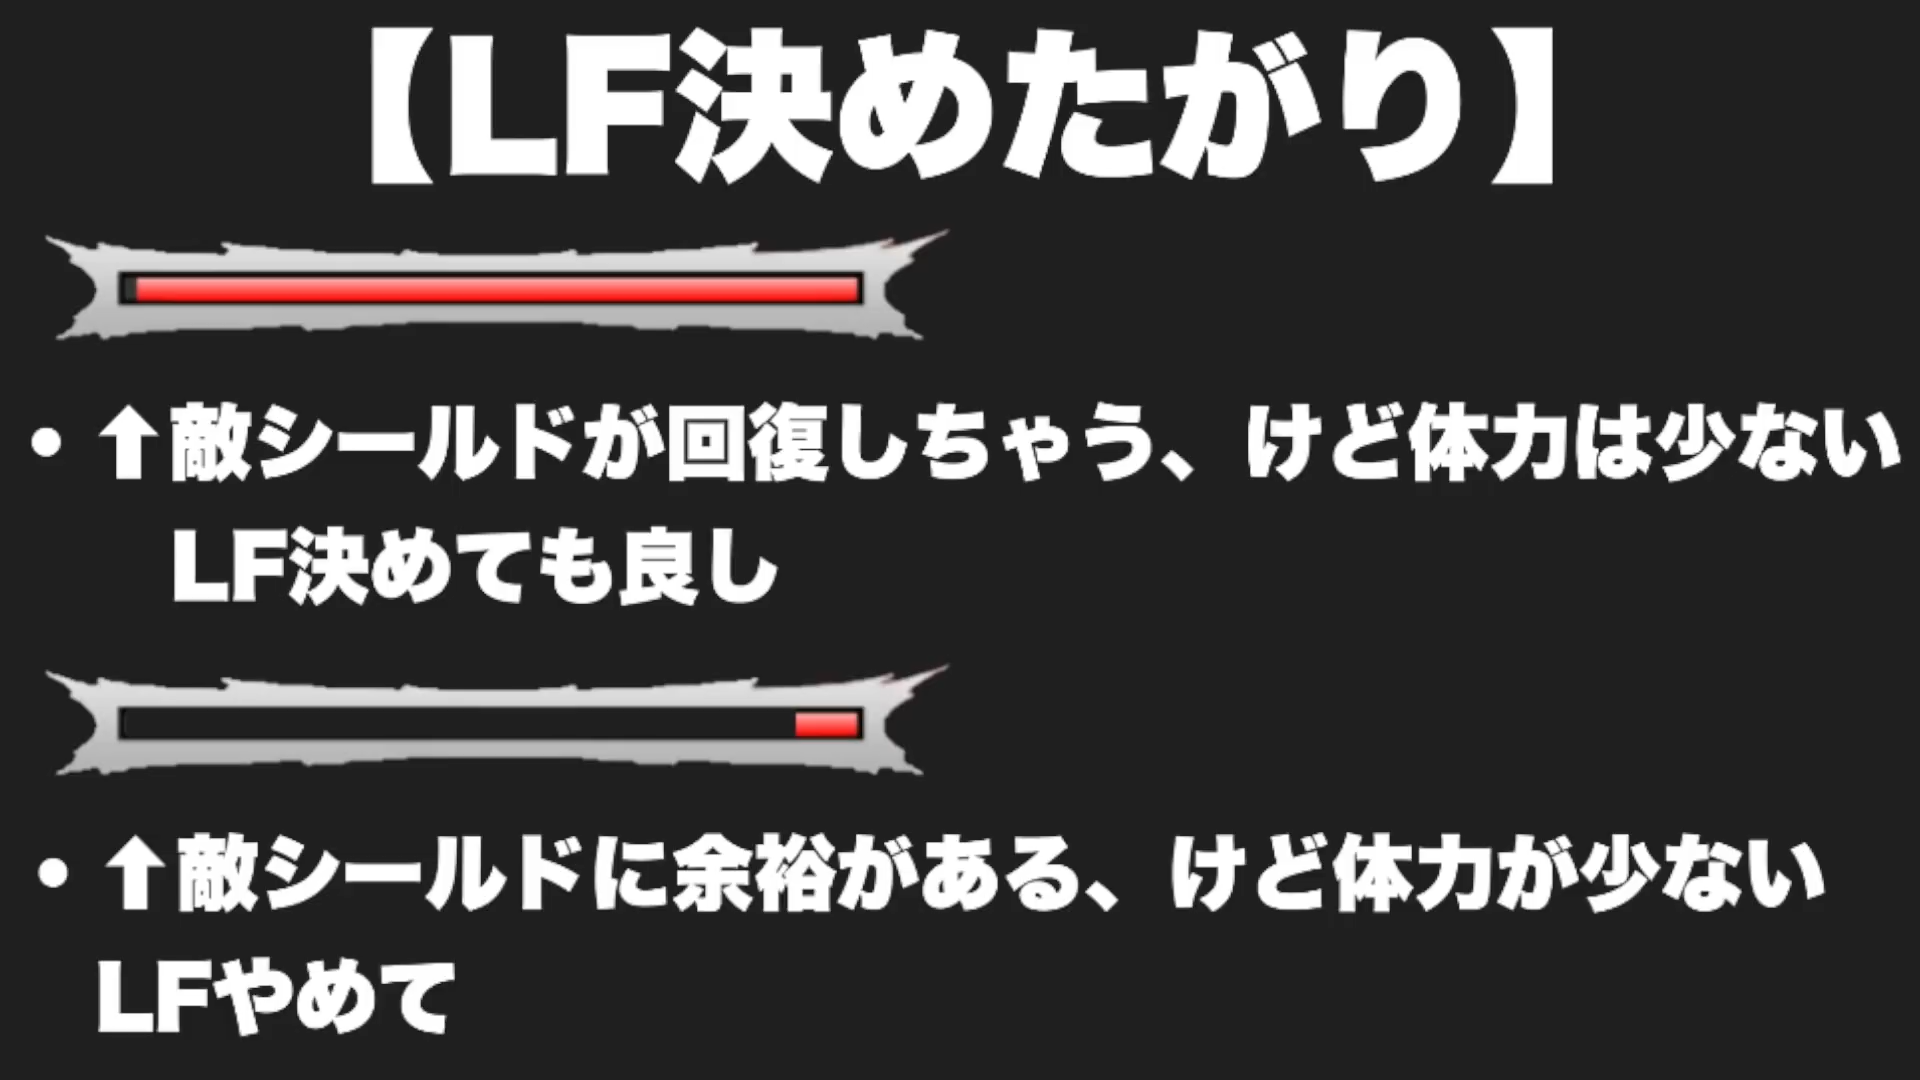 【LF決めたがり】
• ↑敵シールドが回復しちゃう、けど体力は少ない
LF決めても良し
• ↑敵シールドに余裕がある、けど体力が少ない
LFやめて